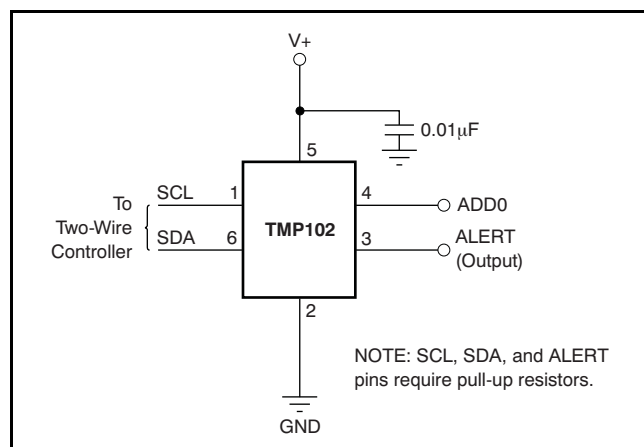 V+
0.01μF
5
SCL
1
4
ADD0
To
Two-Wire
Controller
TMP102
SDA
6
3
ALERT
(Output)
2
NOTE: SCL, SDA, and ALERT
pins require pull-up resistors.
GND